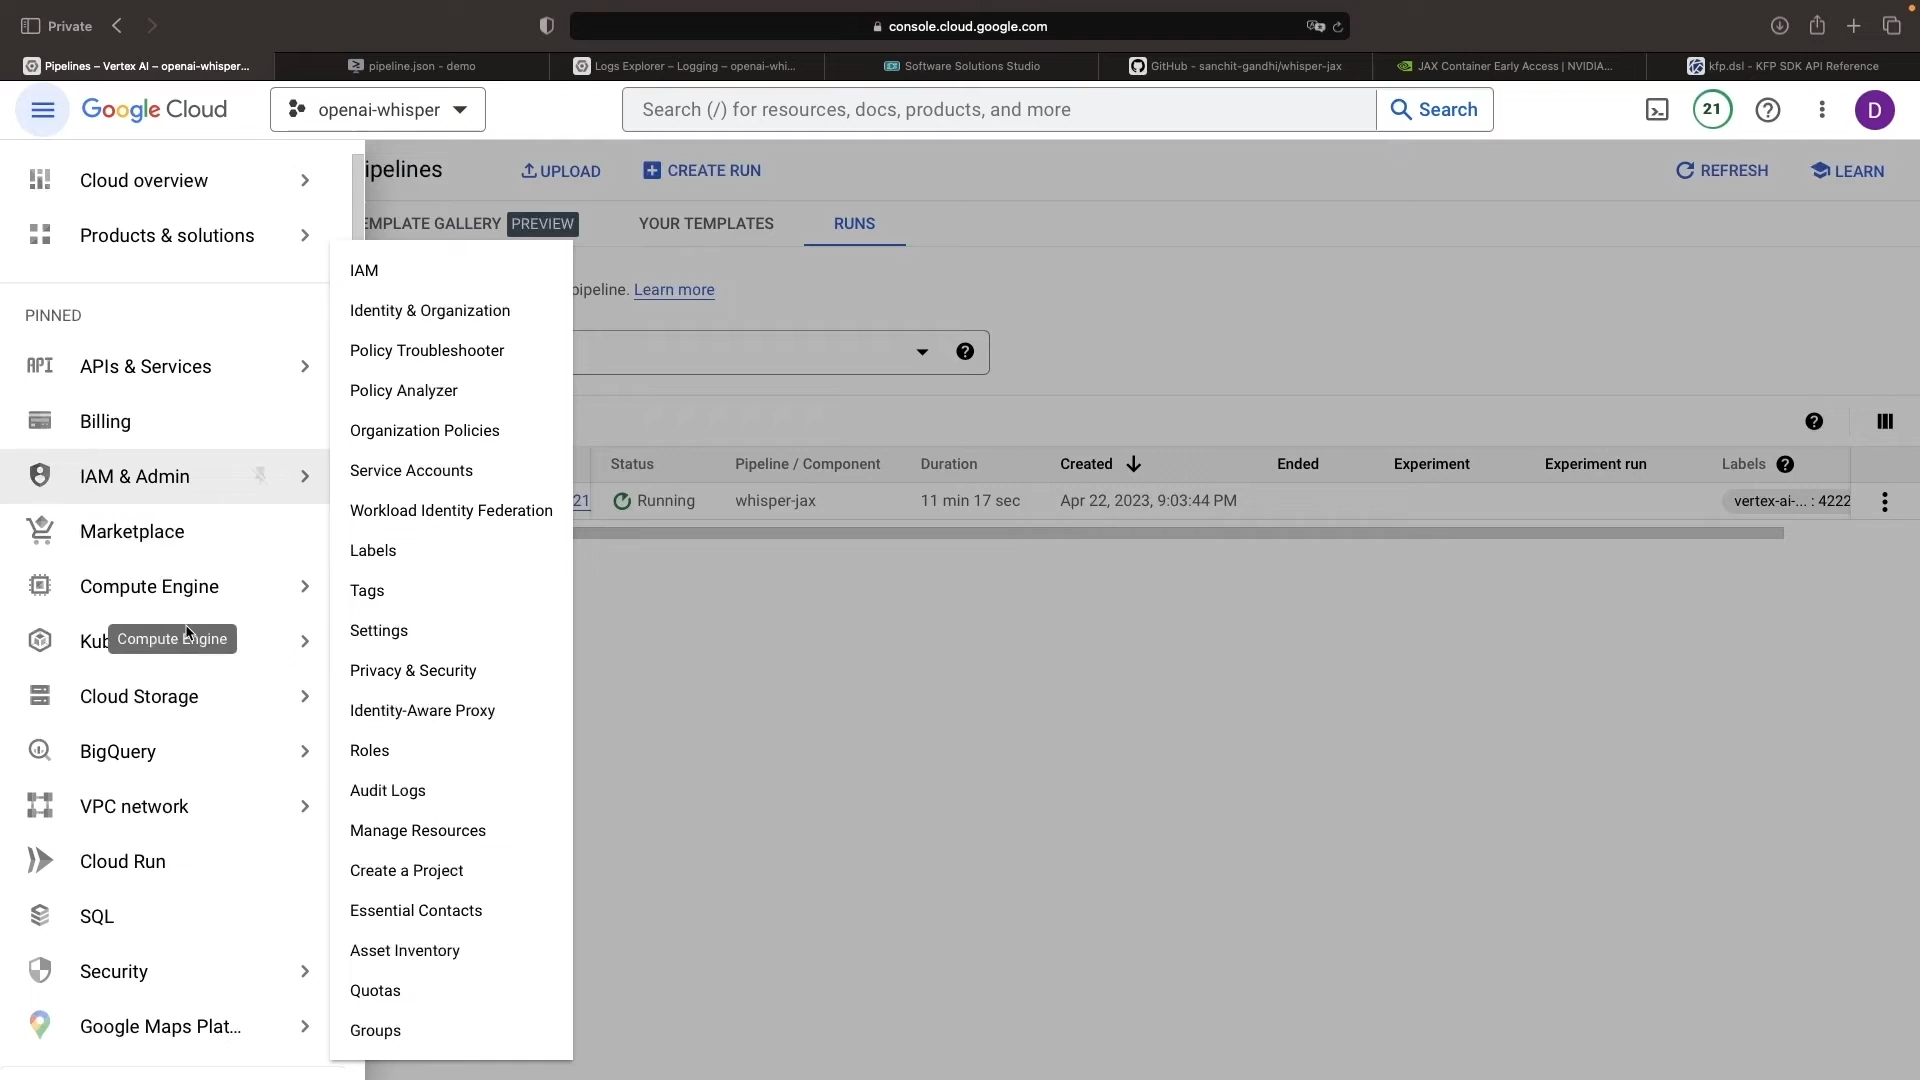 Private
console.cloud.google.com
Pipelines – Vertex AI – openai-whisper...
pipeline.json - demo
Logs Explorer – Logging – openai-whi...
Software Solutions Studio
GitHub - sanchit-gandhi/whisper-jax
JAX Container Early Access | NVIDIA...
kfp.dsl - KFP SDK API Reference
Google Cloud
openai-whisper
Search (/) for resources, docs, products, and more
Search
21
D
Cloud overview
Products & solutions
PINNED
API
APIs & Services
Billing
IAM & Admin
Marketplace
Compute Engine
Kub
Compute Engine
Cloud Storage
BigQuery
VPC network
Cloud Run
SQL
Security
Google Maps Plat...
IAM
Identity & Organization
Policy Troubleshooter
Policy Analyzer
Organization Policies
Service Accounts
Workload Identity Federation
Labels
Tags
Settings
Privacy & Security
Identity-Aware Proxy
Roles
Audit Logs
Manage Resources
Create a Project
Essential Contacts
Asset Inventory
Quotas
Groups
ipelines
UPLOAD
CREATE RUN
REFRESH
LEARN
EMPLATE GALLERY PREVIEW
YOUR TEMPLATES
RUNS
pipeline. Learn more
Status Pipeline / Component Duration Created Ended Experiment Experiment run Labels
21 Running whisper-jax 11 min 17 sec Apr 22, 2023, 9:03:44 PM vertex-ai-... : 4222